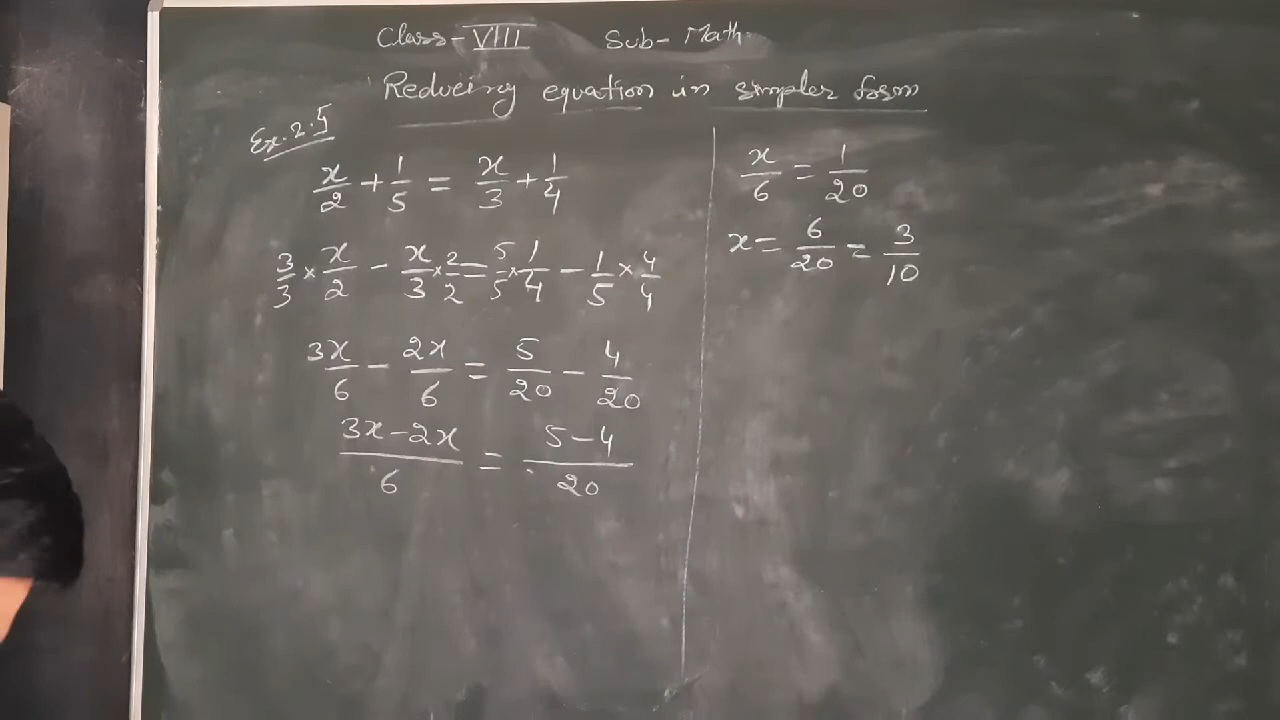 Class-VIII Sub-Math.
Reducing equation in simpler form
Ex.2.5
x/2 + 1/5 = x/3 + 1/4
3/3 × x/2 - x/3 × 2/2 = 5/5 × 1/4 - 1/5 × 4/4
3x/6 - 2x/6 = 5/20 - 4/20
3x-2x/6 = 5-4/20
x/6 = 1/20
x = 6/20 = 3/10